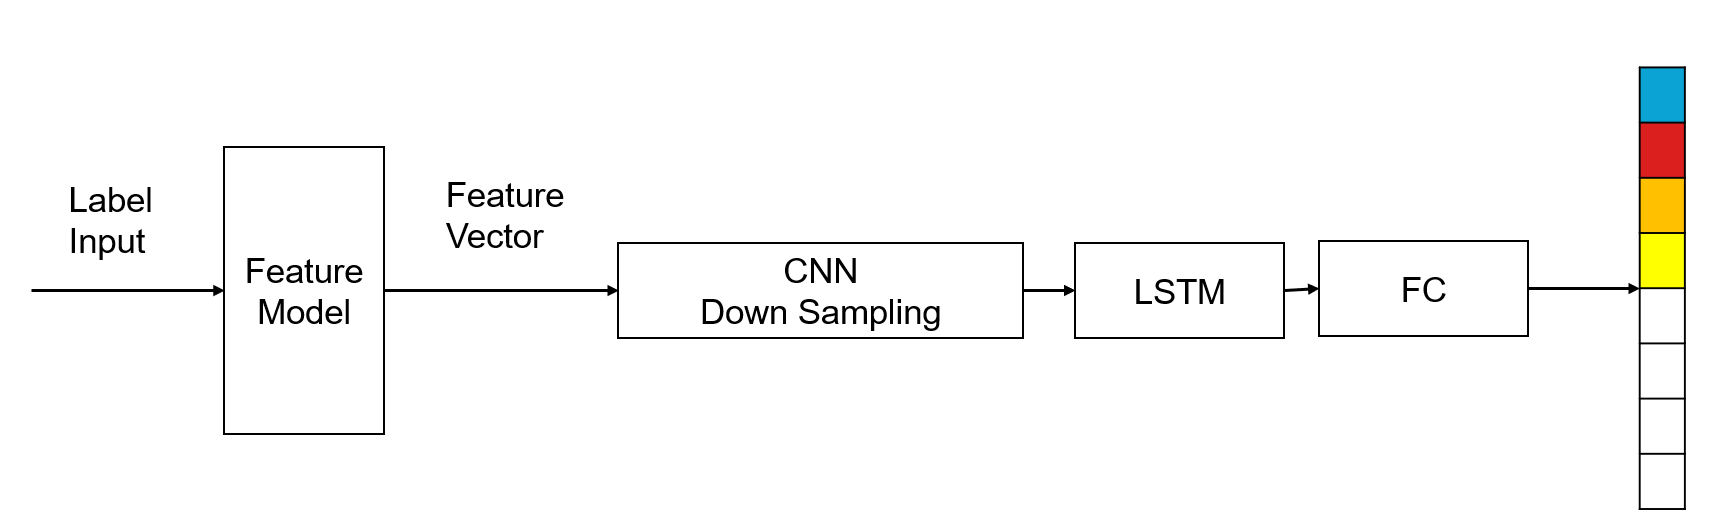 Label
Input
Feature
Model
Feature
Vector
CNN
Down Sampling
LSTM
FC